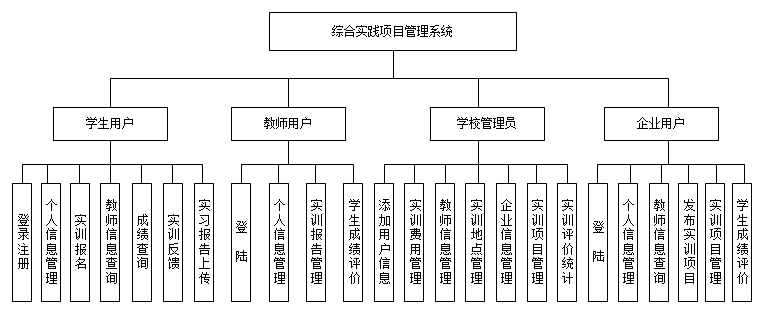 综合实践项目管理系统
学生用户
教师用户
学校管理员
企业用户
登录注册
个人信息管理
实训报名
教师信息查询
成绩查询
实训反馈
实习报告上传
登陆
个人信息管理
实训报告管理
学生成绩评价
添加用户信息
实训费用管理
教师信息管理
实训地点管理
企业信息管理
实训项目管理
实训评价统计
登陆
个人信息管理
教师信息查询
发布实训项目
实训项目管理
学生成绩评价